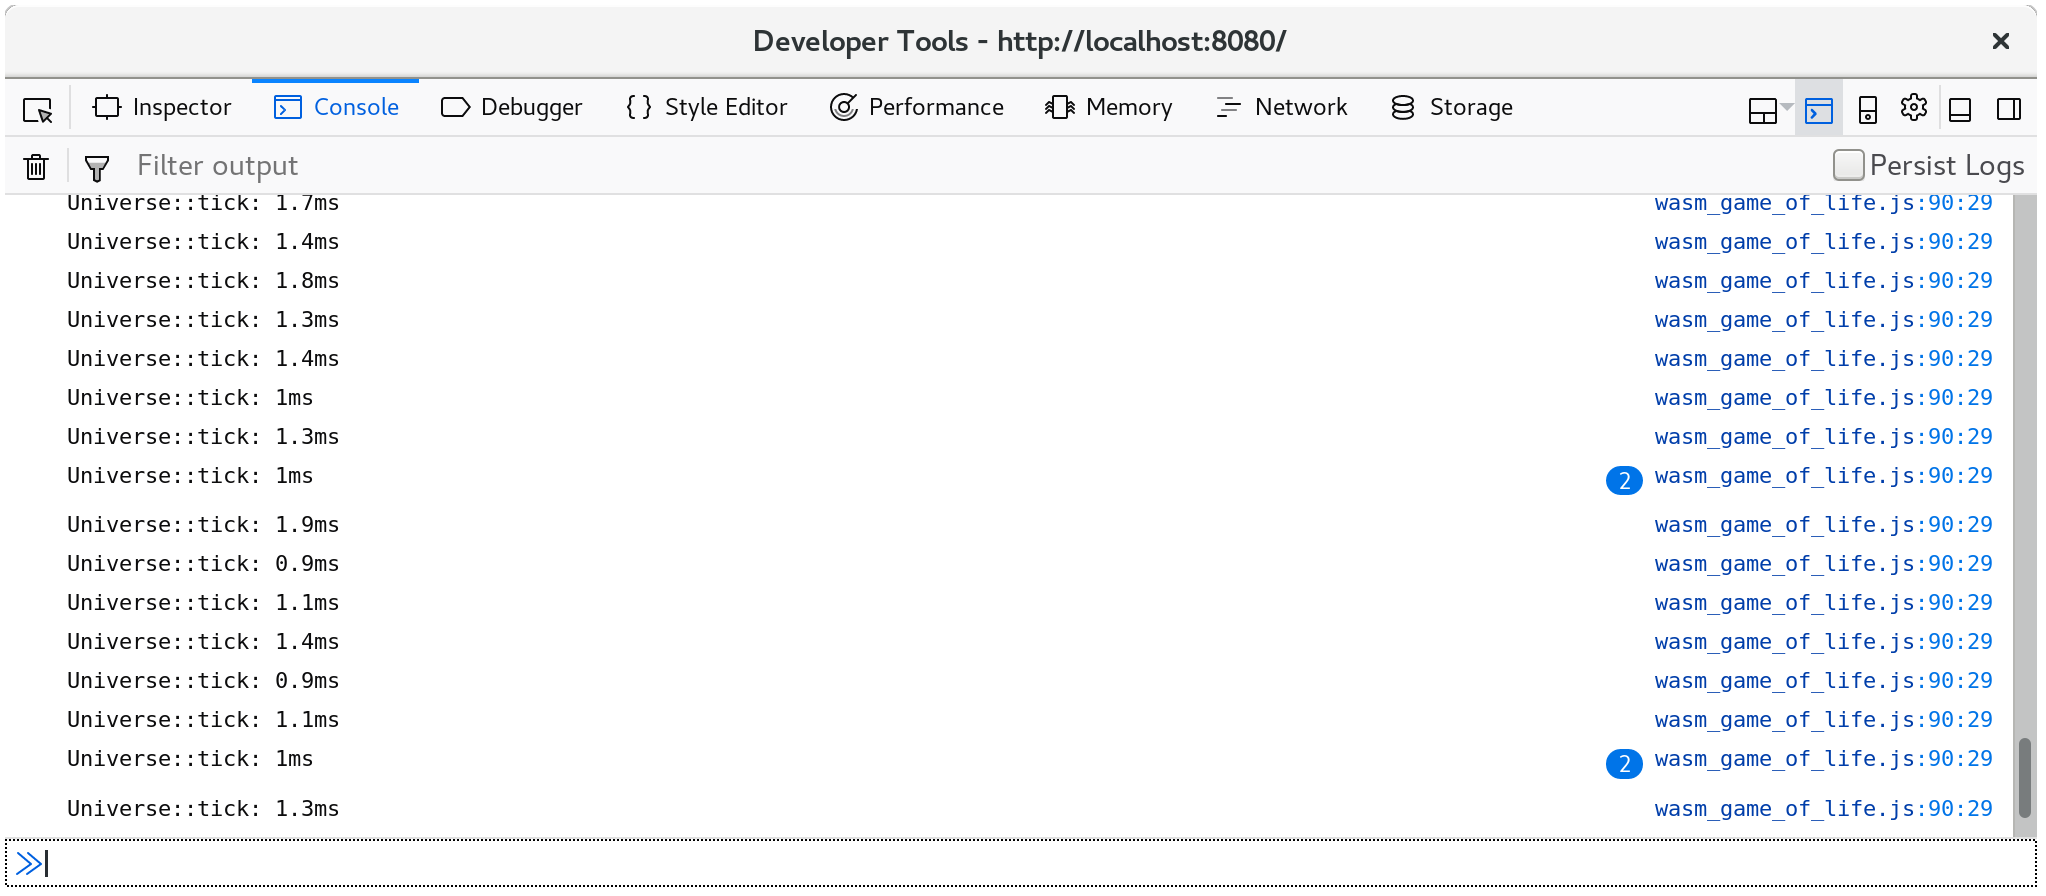 Developer Tools - http://localhost:8080/
Inspector Console Debugger Style Editor Performance Memory Network Storage
Filter output Persist Logs
Universe::tick: 1.7ms wasm_game_of_life.js:90:29
Universe::tick: 1.4ms wasm_game_of_life.js:90:29
Universe::tick: 1.8ms wasm_game_of_life.js:90:29
Universe::tick: 1.3ms wasm_game_of_life.js:90:29
Universe::tick: 1.4ms wasm_game_of_life.js:90:29
Universe::tick: 1ms wasm_game_of_life.js:90:29
Universe::tick: 1.3ms wasm_game_of_life.js:90:29
Universe::tick: 1ms 2 wasm_game_of_life.js:90:29
Universe::tick: 1.9ms wasm_game_of_life.js:90:29
Universe::tick: 0.9ms wasm_game_of_life.js:90:29
Universe::tick: 1.1ms wasm_game_of_life.js:90:29
Universe::tick: 1.4ms wasm_game_of_life.js:90:29
Universe::tick: 0.9ms wasm_game_of_life.js:90:29
Universe::tick: 1.1ms wasm_game_of_life.js:90:29
Universe::tick: 1ms 2 wasm_game_of_life.js:90:29
Universe::tick: 1.3ms wasm_game_of_life.js:90:29